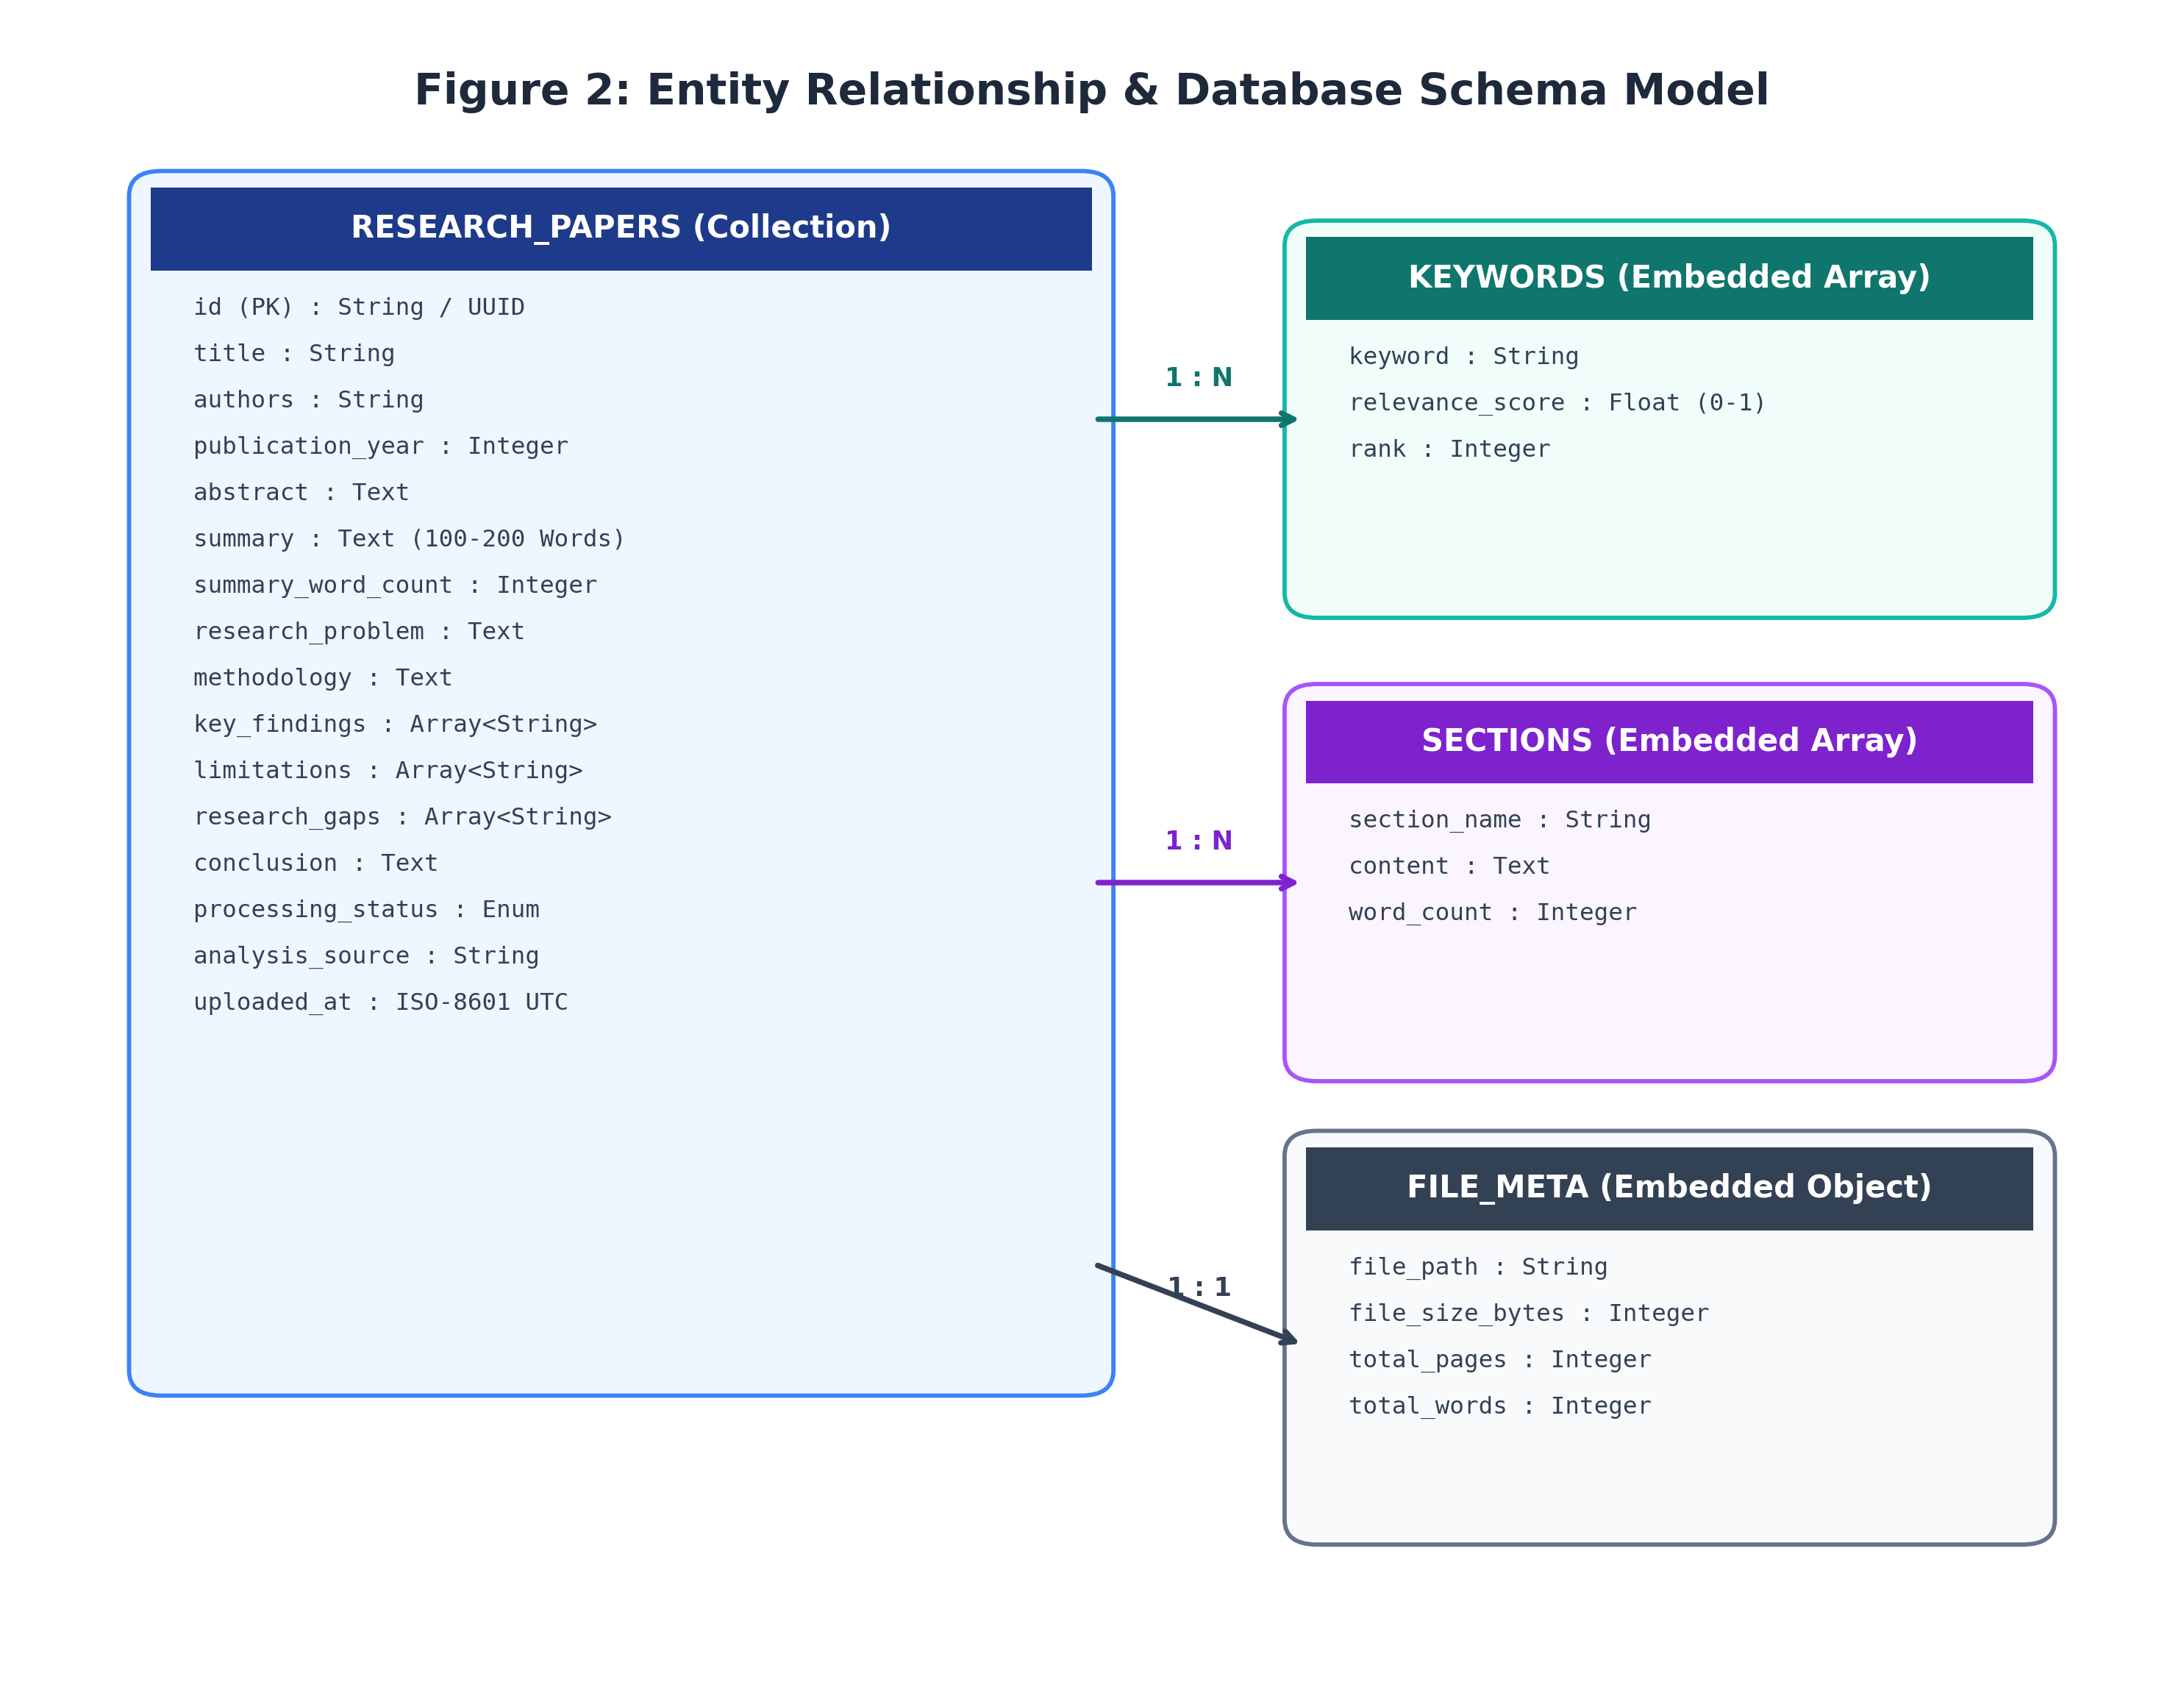 Figure 2: Entity Relationship & Database Schema Model
RESEARCH_PAPERS (Collection)
id (PK) : String / UUID
title : String
authors : String
publication_year : Integer
abstract : Text
summary : Text (100-200 Words)
summary_word_count : Integer
research_problem : Text
methodology : Text
key_findings : Array<String>
limitations : Array<String>
research_gaps : Array<String>
conclusion : Text
processing_status : Enum
analysis_source : String
uploaded_at : ISO-8601 UTC
1 : N
KEYWORDS (Embedded Array)
keyword : String
relevance_score : Float (0-1)
rank : Integer
1 : N
SECTIONS (Embedded Array)
section_name : String
content : Text
word_count : Integer
1 : 1
FILE_META (Embedded Object)
file_path : String
file_size_bytes : Integer
total_pages : Integer
total_words : Integer